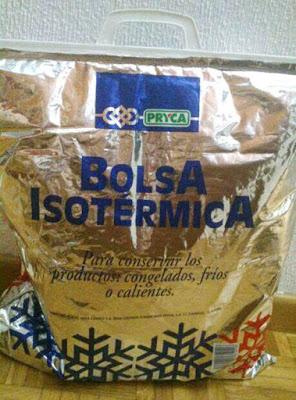 PRYCA
BOLSA
ISOTERMICA
Para conservar los
productos: congelados, fríos
o calientes.